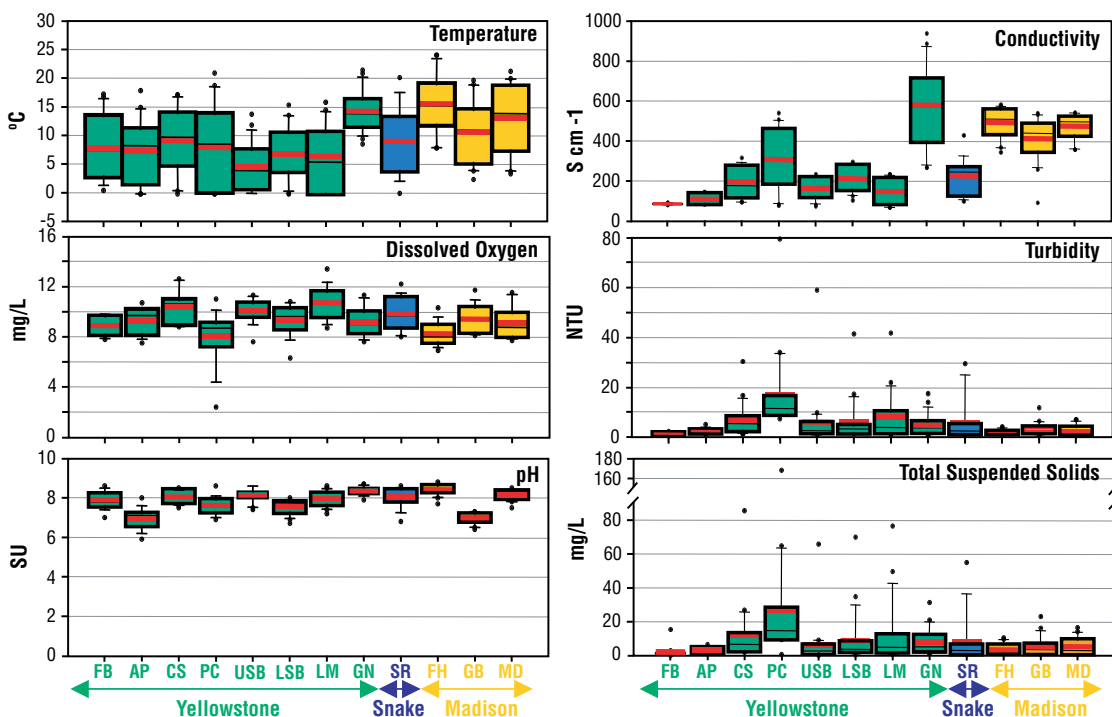 Temperature
30
25
20
15
10
5
0
-5
ºC
Conductivity
1000
800
600
400
200
0
S cm -1
Dissolved Oxygen
16
12
8
4
0
mg/L
Turbidity
80
60
40
20
10
0
NTU
pH
10
8
6
4
2
0
SU
Total Suspended Solids
180
160
80
60
40
20
0
mg/L
FB AP CS PC USB LSB LM GN SR FH GB MD
Yellowstone Snake Madison
FB AP CS PC USB LSB LM GN SR FH GB MD
Yellowstone Snake Madison